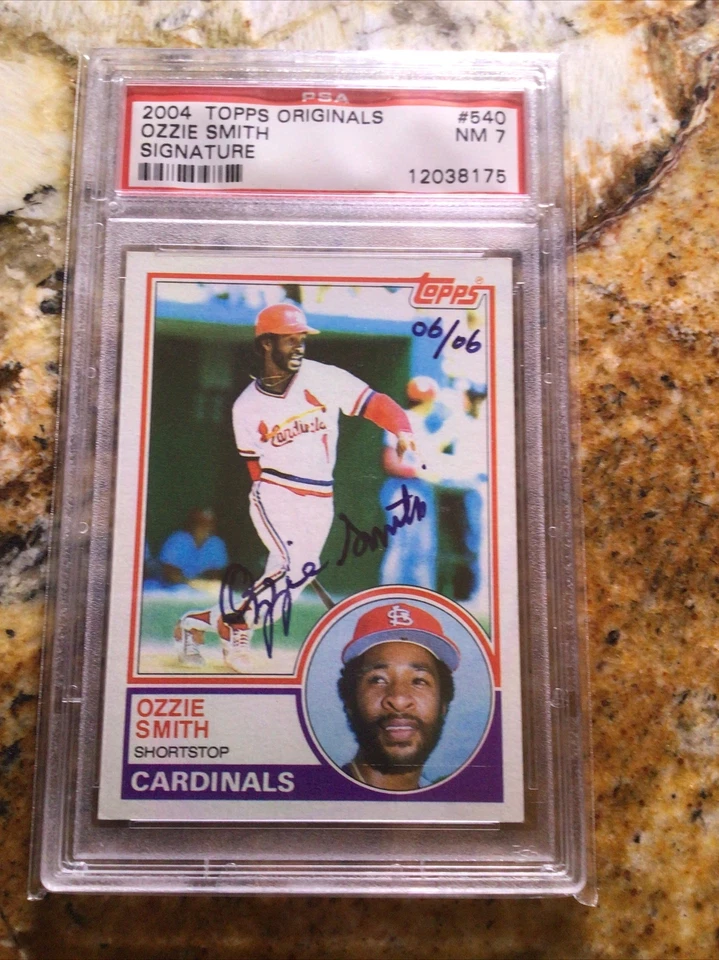 PSA
2004 TOPPS ORIGINALS #540
OZZIE SMITH NM 7
SIGNATURE
12038175
Topps
06/06
Cardinals
1
Ozzie Smith
OZZIE
SMITH
SHORTSTOP
CARDINALS